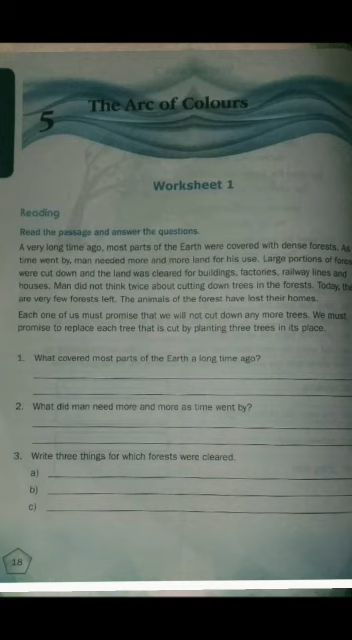 5
The Arc of Colours
Worksheet 1
Reading
Read the passage and answer the questions.
A very long time ago, most parts of the Earth were covered with dense forests. As
time went by, man needed more and more land for his use. Large portions of
were cut down and the land was cleared for buildings, factories, railway lines and
houses. Man did not think twice about cutting down trees in the forests. Today,
are very few forests left. The animals of the forest have lost their homes.
Each one of us must promise that we will not cut down any more trees. We must
promise to replace each tree that is cut by planting three trees in its place.
1. What covered most parts of the Earth a long time ago?
2. What did man need more and more as time went by?
3. Write three things for which forests were cleared.
a)
b)
c)
18